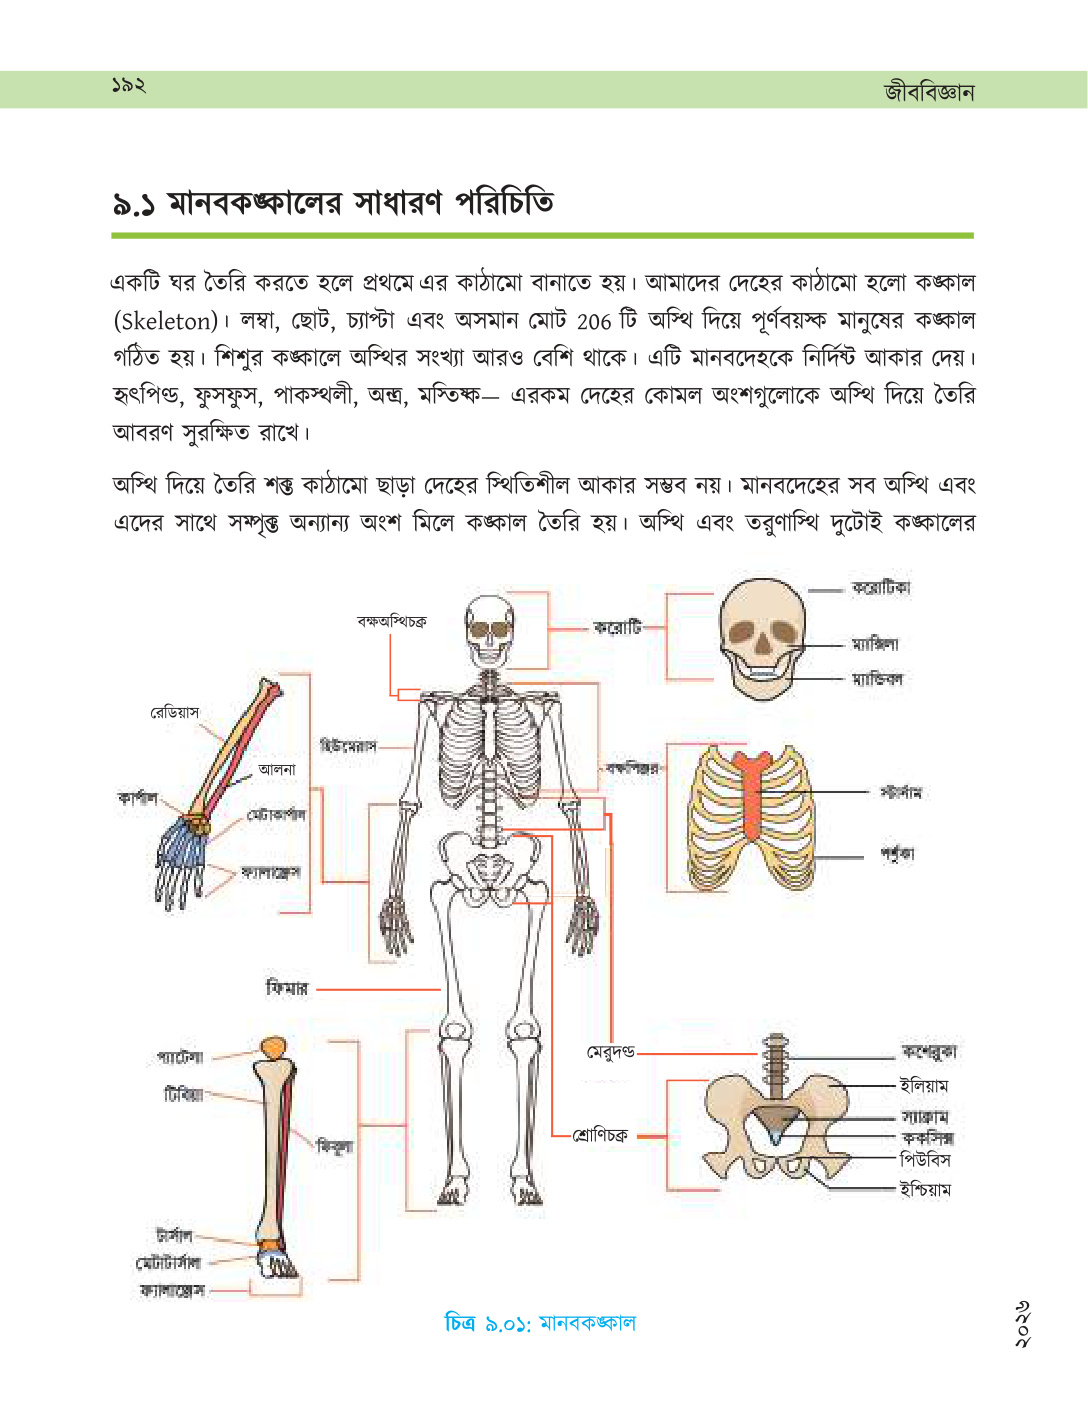 ১৯২
জীববিজ্ঞান
৯.১ মানবকঙ্কালের সাধারণ পরিচিতি
একটি ঘর তৈরি করতে হলে প্রথমে এর কাঠামো বানাতে হয়। আমাদের দেহের কাঠামো হলো কঙ্কাল
(Skeleton)। লম্বা, ছোট, চ্যাপ্টা এবং অসমান মোট 206 টি অস্থি দিয়ে পূর্ণবয়স্ক মানুষের কঙ্কাল
গঠিত হয়। শিশুর কঙ্কালে অস্থির সংখ্যা আরও বেশি থাকে। এটি মানবদেহকে নির্দিষ্ট আকার দেয়।
হৃৎপিণ্ড, ফুসফুস, পাকস্থলী, অন্ত্র, মস্তিষ্ক— এরকম দেহের কোমল অংশগুলোকে অস্থি দিয়ে তৈরি
আবরণ সুরক্ষিত রাখে।
অস্থি দিয়ে তৈরি শক্ত কাঠামো ছাড়া দেহের স্থিতিশীল আকার সম্ভব নয়। মানবদেহের সব অস্থি এবং
এদের সাথে সম্পৃক্ত অন্যান্য অংশ মিলে কঙ্কাল তৈরি হয়। অস্থি এবং তরুণাস্থি দুটোই কঙ্কালের
বক্ষঅস্থিচক্র
করোটি
করোটিকা
ম্যাক্সিলা
ম্যান্ডিবল
রেডিয়াস
হিউমেরাস
আলনা
কার্পাল
মেটাকার্পাল
ফ্যালাঞ্জেস
বক্ষপিঞ্জর
স্টার্নাম
পর্শুকা
ফিমার
প্যাটেলা
টিবিয়া
ফিবুলা
টার্সাল
মেটাটার্সাল
ফ্যালাঞ্জেস
মেরুদণ্ড
শ্রোণিচক্র
কশেরুকা
ইলিয়াম
স্যাক্রাম
ককসিক্স
পিউবিস
ইশ্চিয়াম
চিত্র ৯.০১: মানবকঙ্কাল
২০২৬